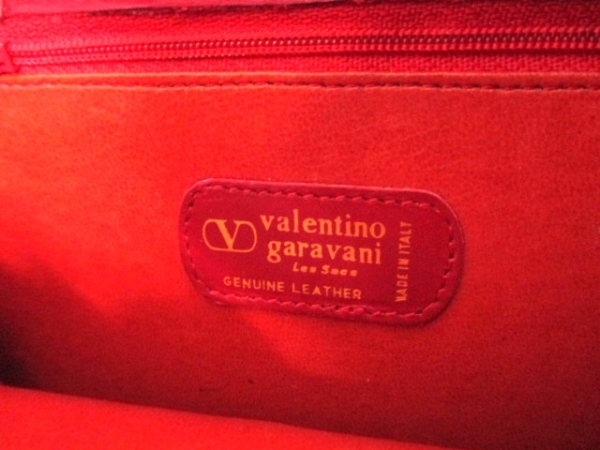 V
valentino
garavani
Les Sacs
GENUINE LEATHER
MADE IN ITALY